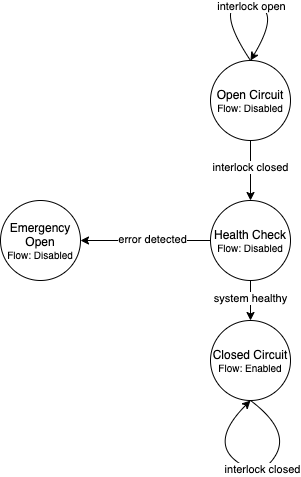 interlock open
Open Circuit
Flow: Disabled
interlock closed
Emergency
Open
Flow: Disabled
error detected
Health Check
Flow: Disabled
system healthy
Closed Circuit
Flow: Enabled
interlock closed